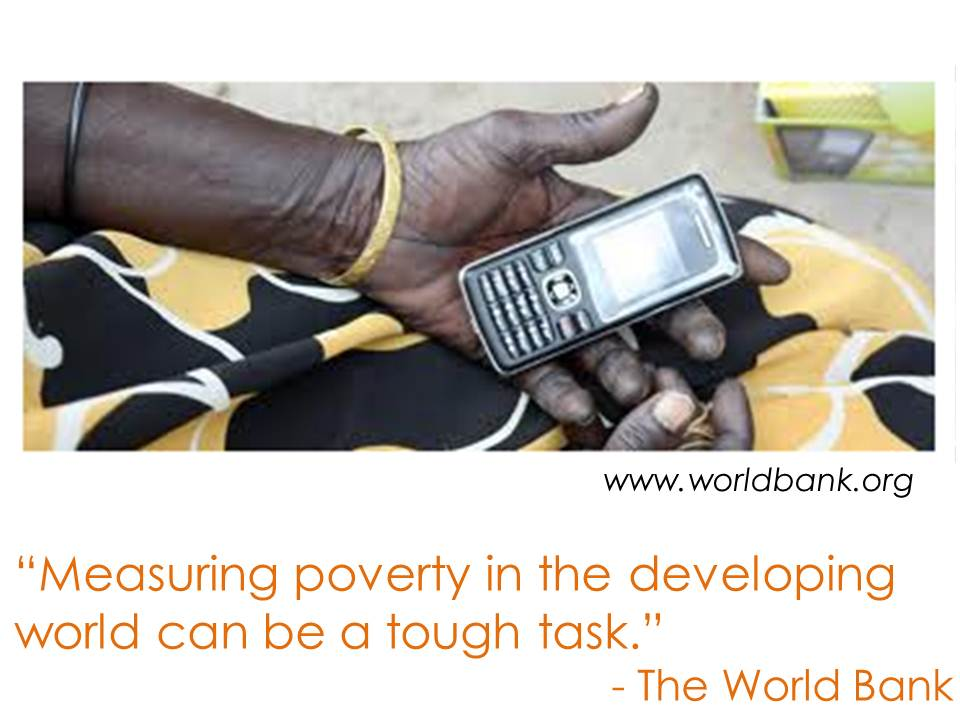 www.worldbank.org
“Measuring poverty in the developing
world can be a tough task.”
- The World Bank